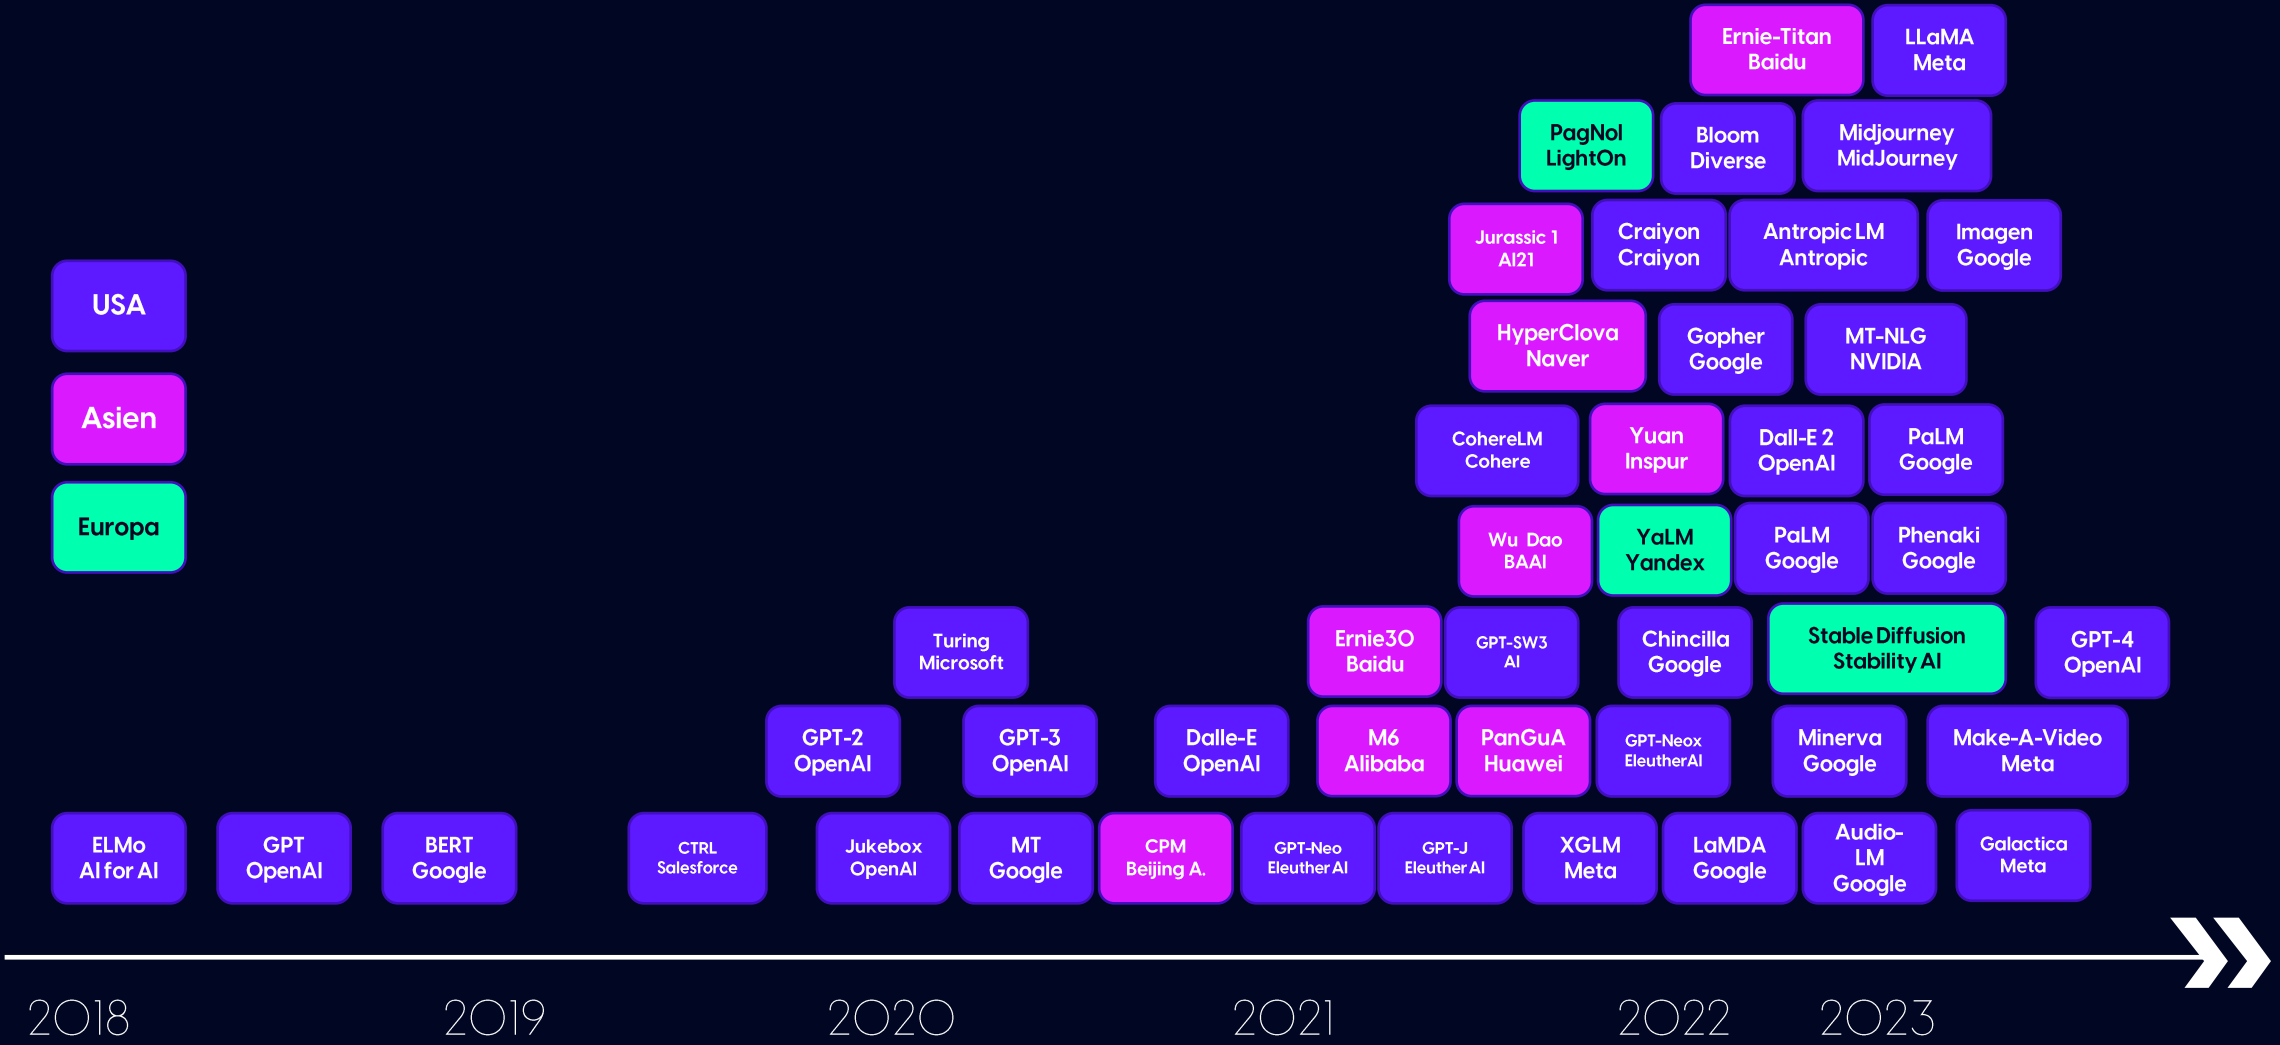 Ernie-Titan
Baidu
LLaMA
Meta
PagNol
LightOn
Bloom
Diverse
Midjourney
MidJourney
Jurassic 1
AI21
Craiyon
Craiyon
Antropic LM
Antropic
Imagen
Google
USA
HyperClova
Naver
Gopher
Google
MT-NLG
NVIDIA
Asien
CohereLM
Cohere
Yuan
Inspur
Dall-E 2
OpenAI
PaLM
Google
Europa
Wu Dao
BAAI
YaLM
Yandex
PaLM
Google
Phenaki
Google
Turing
Microsoft
Ernie3O
Baidu
GPT-SW3
AI
Chincilla
Google
Stable Diffusion
Stability AI
GPT-4
OpenAI
GPT-2
OpenAI
GPT-3
OpenAI
Dalle-E
OpenAI
M6
Alibaba
PanGuA
Huawei
GPT-Neox
EleutherAI
Minerva
Google
Make-A-Video
Meta
ELMo
AI for AI
GPT
OpenAI
BERT
Google
CTRL
Salesforce
Jukebox
OpenAI
MT
Google
CPM
Beijing A.
GPT-Neo
Eleuther AI
GPT-J
Eleuther AI
XGLM
Meta
LaMDA
Google
Audio-
LM
Google
Galactica
Meta
2018
2019
2020
2021
2022
2023